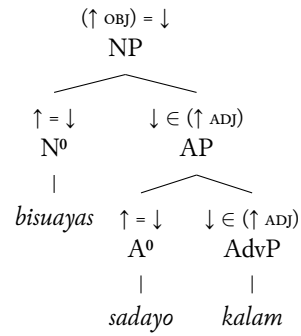 (↑ OBJ) = ↓
NP
↑ = ↓ ↓ ∈ (↑ ADJ)
N⁰ AP
bisuayas ↑ = ↓ ↓ ∈ (↑ ADJ)
A⁰ AdvP
sadayo kalam